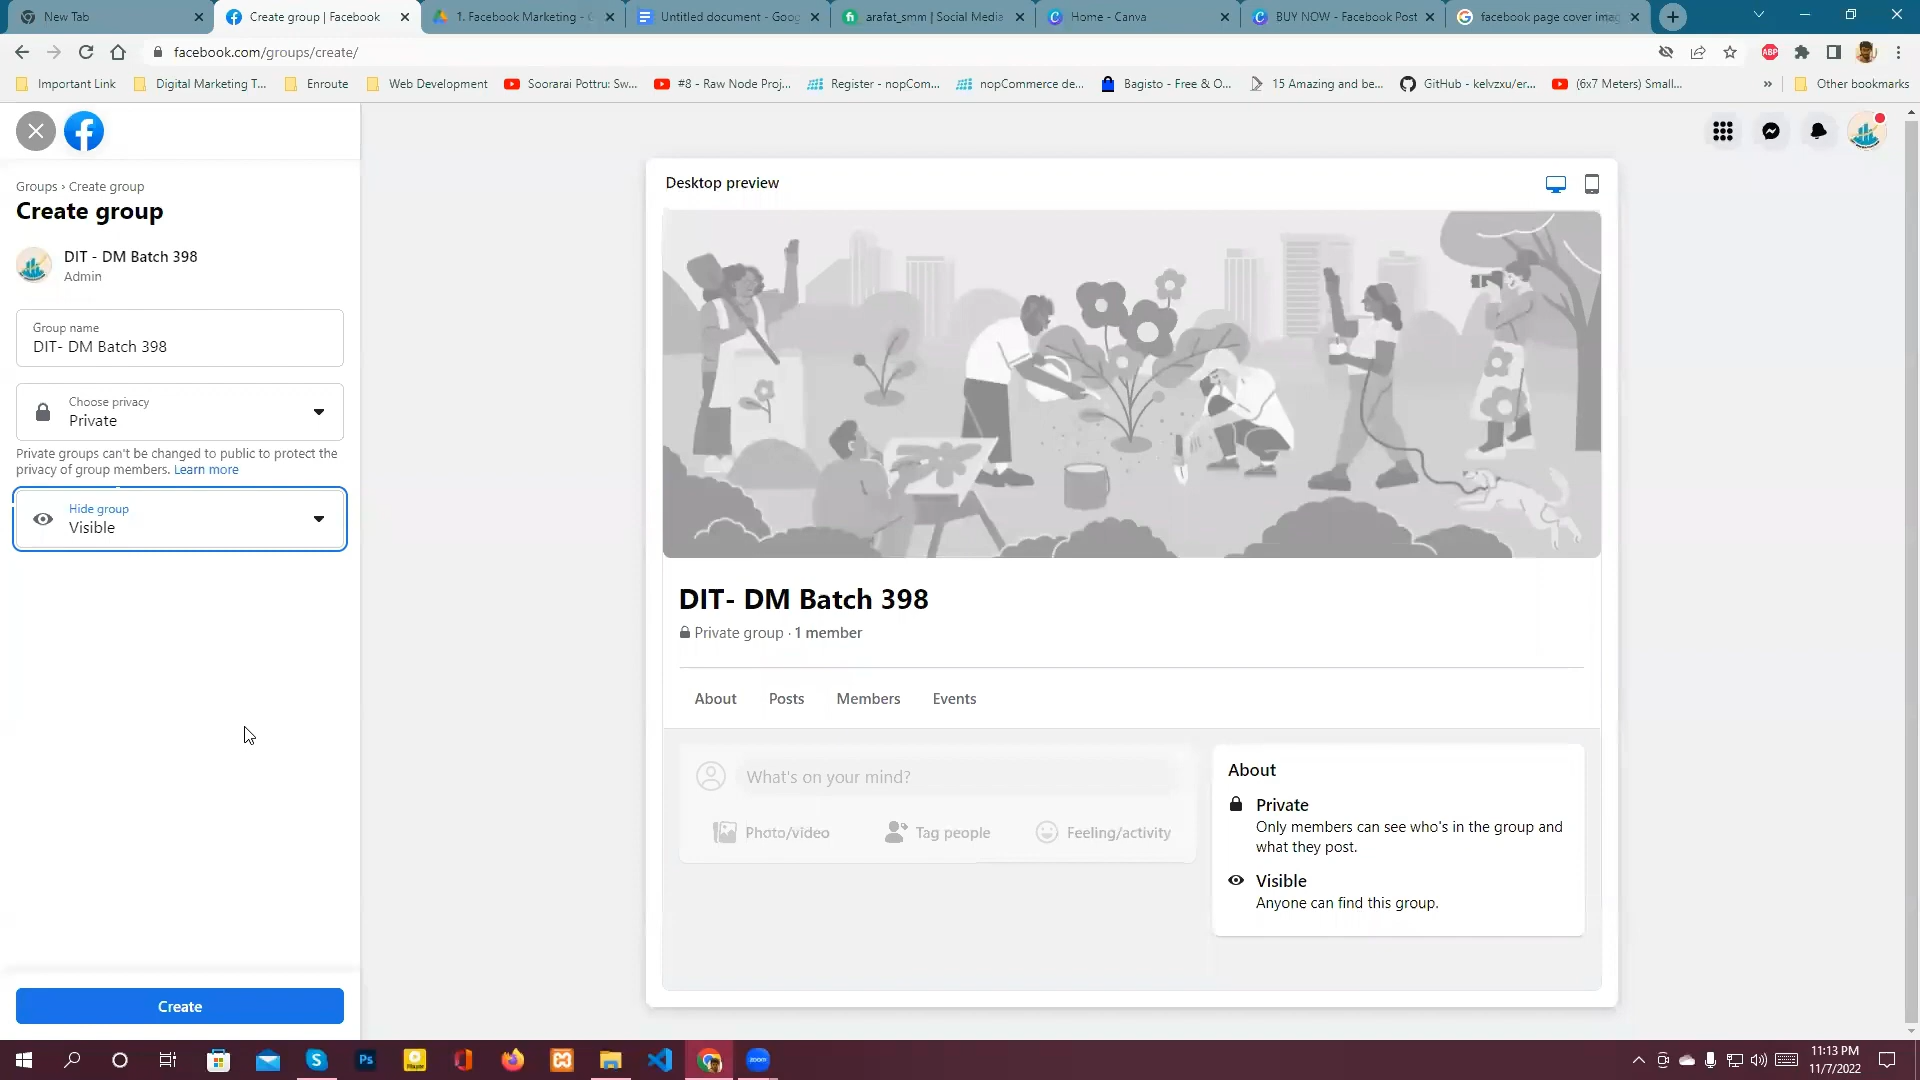 New Tab
Create group | Facebook
1. Facebook Marketing - G
Untitled document - Goog
arafat_smm | Social Media
Home - Canva
BUY NOW - Facebook Post
facebook page cover imag
facebook.com/groups/create/
ABP
Important Link
Digital Marketing T...
Enroute
Web Development
Soorarai Pottru: Sw...
#8 - Raw Node Proj...
Register - nopCom...
nopCommerce de...
Bagisto - Free & O...
15 Amazing and be...
GitHub - kelvzxu/er...
(6x7 Meters) Small...
»
Other bookmarks
Groups › Create group
Create group
DIT - DM Batch 398
Admin
Group name
DIT- DM Batch 398
Choose privacy
Private
Private groups can't be changed to public to protect the
privacy of group members. Learn more
Hide group
Visible
Create
Desktop preview
DIT- DM Batch 398
Private group · 1 member
About
Posts
Members
Events
What's on your mind?
Photo/video
Tag people
Feeling/activity
About
Private
Only members can see who's in the group and
what they post.
Visible
Anyone can find this group.
Ps
zoom
11:13 PM
11/7/2022